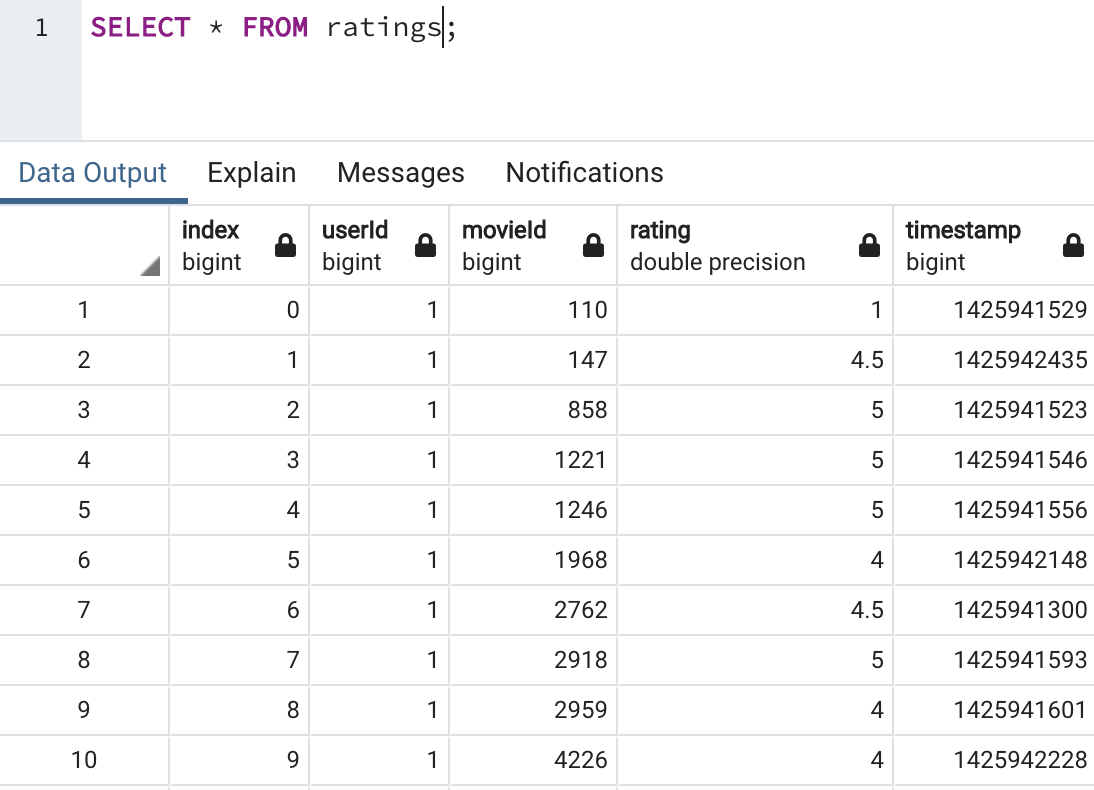 1 SELECT * FROM ratings;
Data Output Explain Messages Notifications
index userId movieId rating timestamp
bigint bigint bigint double precision bigint
1 0 1 110 1 1425941529
2 1 1 147 4.5 1425942435
3 2 1 858 5 1425941523
4 3 1 1221 5 1425941546
5 4 1 1246 5 1425941556
6 5 1 1968 4 1425942148
7 6 1 2762 4.5 1425941300
8 7 1 2918 5 1425941593
9 8 1 2959 4 1425941601
10 9 1 4226 4 1425942228